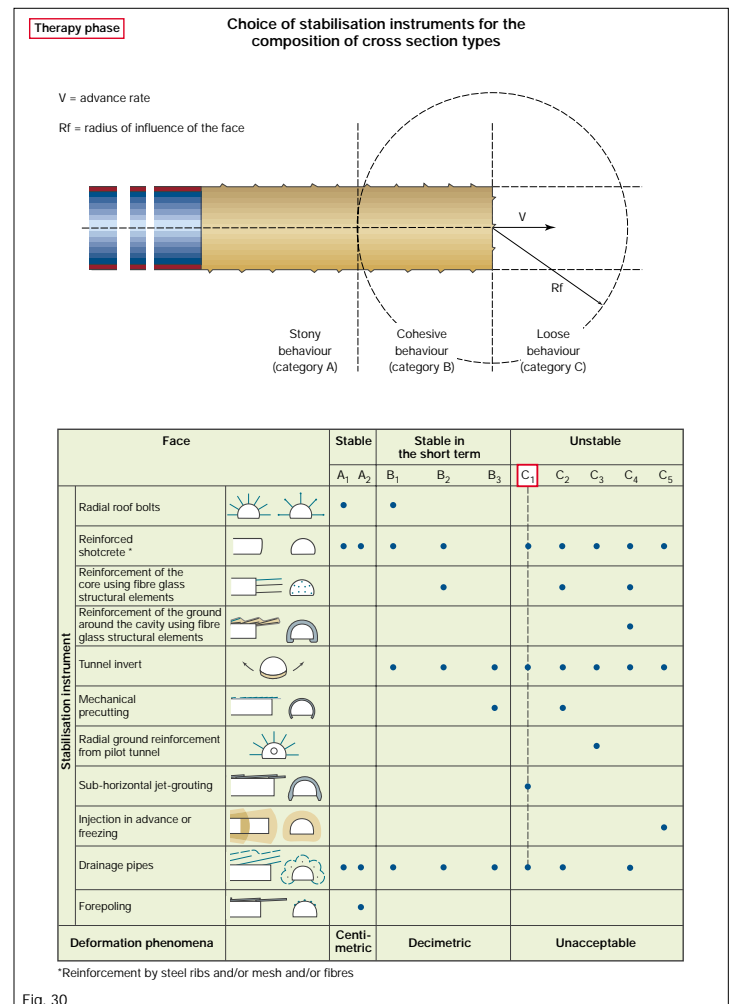 Therapy phase
Choice of stabilisation instruments for the
composition of cross section types
V = advance rate
Rf = radius of influence of the face
V
Rf
Stony
behaviour
(category A)
Cohesive
behaviour
(category B)
Loose
behaviour
(category C)
Face
Stable
Stable in
the short term
Unstable
A1 A2 B1 B2 B3 C1 C2 C3 C4 C5
Stabilisation instrument
Radial roof bolts
Reinforced
shotcrete *
Reinforcement of the
core using fibre glass
structural elements
Reinforcement of the ground
around the cavity using fibre
glass structural elements
Tunnel invert
Mechanical
precutting
Radial ground reinforcement
from pilot tunnel
Sub-horizontal jet-grouting
Injection in advance or
freezing
Drainage pipes
Forepoling
Deformation phenomena
Centi-
metric
Decimetric
Unacceptable
*Reinforcement by steel ribs and/or mesh and/or fibres
Fig. 30